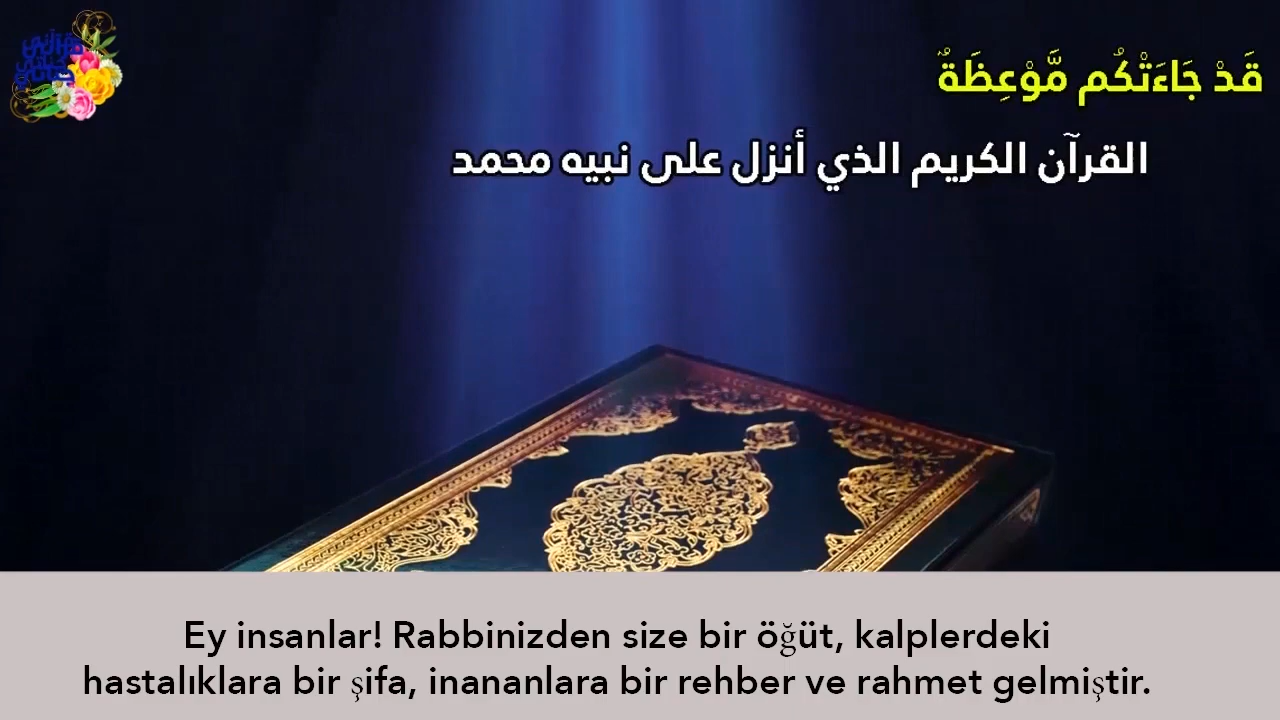 قَدْ جَاءَتْكُم مَّوْعِظَةٌ
القرآن الكريم الذي أنزل على نبيه محمد
Ey insanlar! Rabbinizden size bir öğüt, kalplerdeki
hastalıklara bir şifa, inananlara bir rehber ve rahmet gelmiştir.